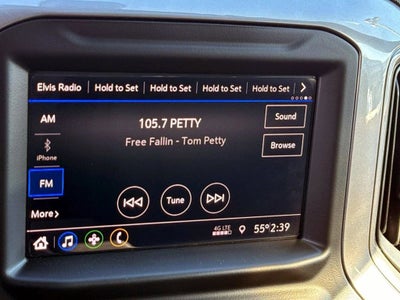 Elvis Radio Hold to Set Hold to Set Hold to Set Hold to Set
AM
105.7 PETTY
Sound
Free Fallin - Tom Petty
iPhone
Browse
FM
Tune
More
4G LTE 55° 2:39